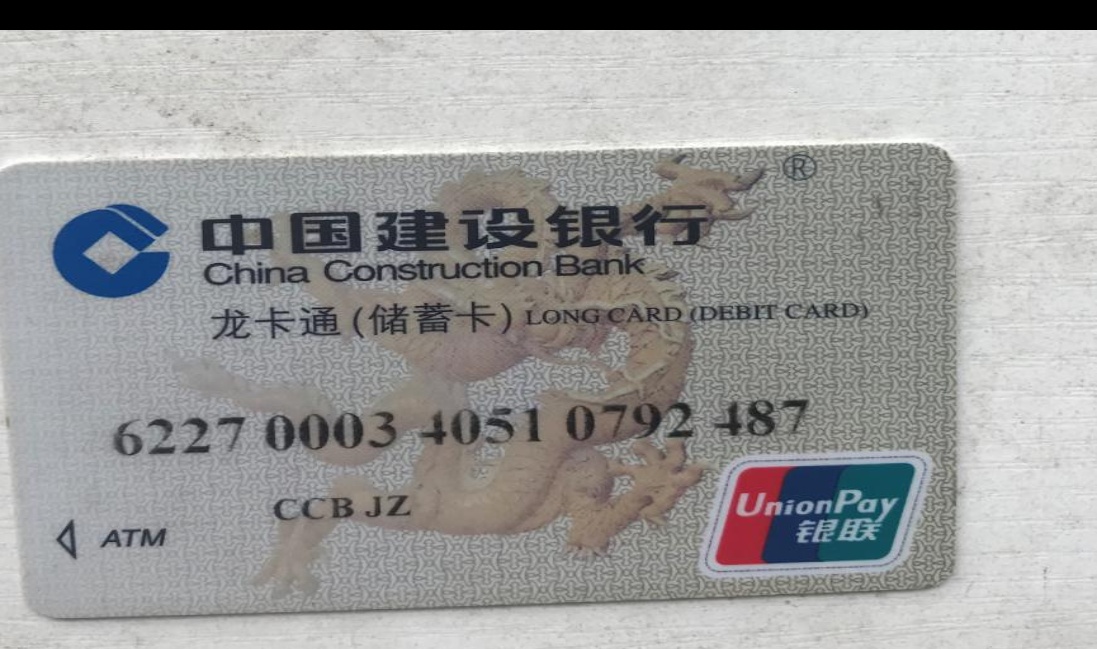 ®
中国建设银行
China Construction Bank
龙卡通(储蓄卡) LONG CARD (DEBIT CARD)
6227 0003 4051 0792 487
CCB JZ
ATM
UnionPay
银联